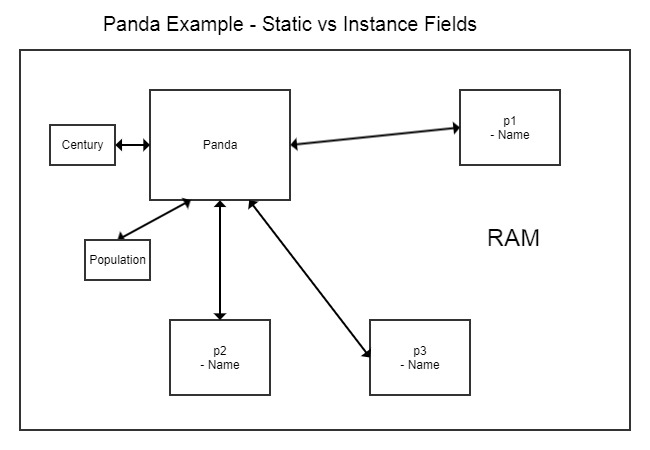 Panda Example - Static vs Instance Fields
Century
Panda
p1
- Name
RAM
Population
p2
- Name
p3
- Name